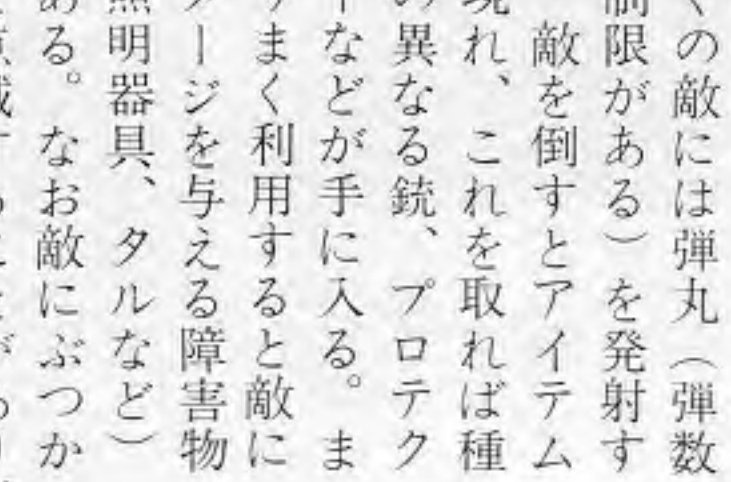 くの敵には弾丸（弾数
制限がある）を発射す
敵を倒すとアイテム
現れ、これを取れば種
の異なる銃、プロテク
ーなどが手に入る。ま
うまく利用すると敵に
メージを与える障害物
照明器具、タルなど）
ある。なお敵にぶつか